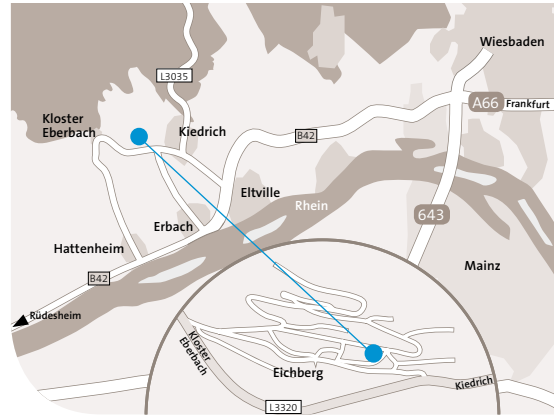 Wiesbaden
L3035
A66
Frankfurt
Kloster
Eberbach
Kiedrich
B42
Eltville
Rhein
643
Erbach
Hattenheim
Mainz
B42
Rüdesheim
Kloster
Eberbach
Eichberg
Kiedrich
L3320